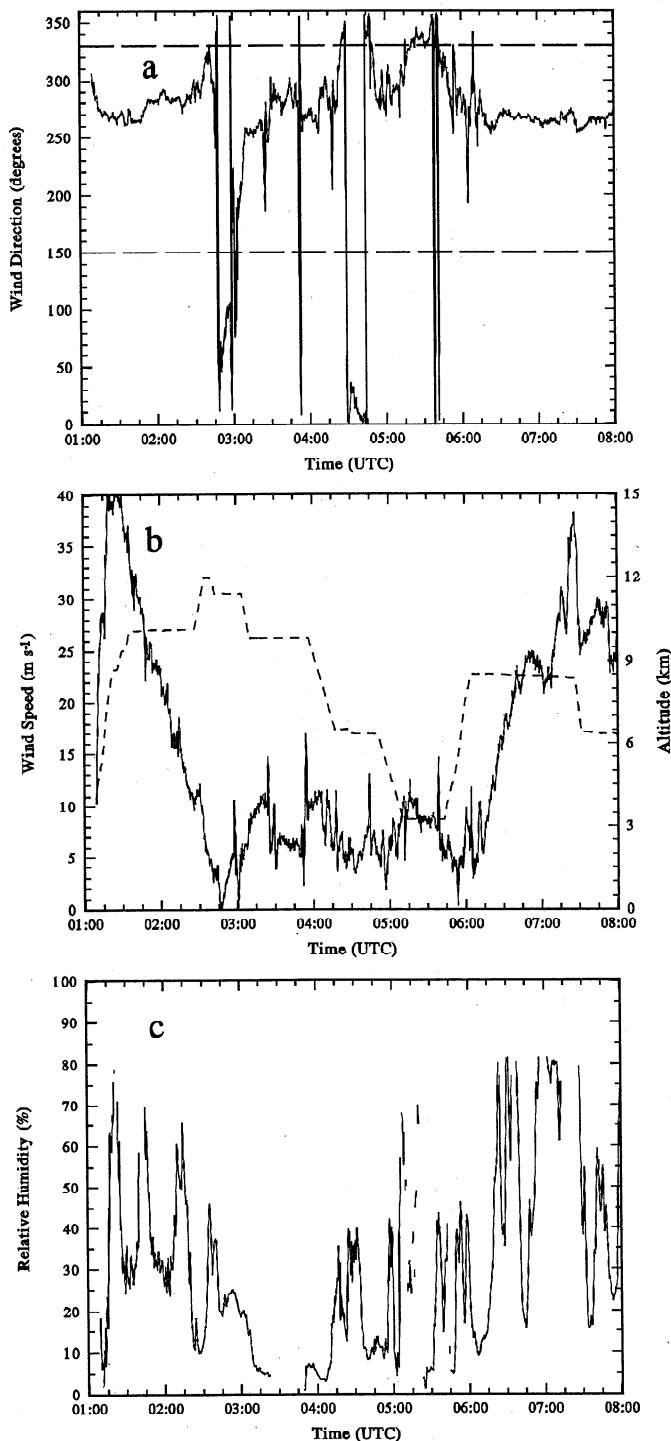 350
300
250
200
150
100
50
0
a
Wind Direction (degrees)
01:00 02:00 03:00 04:00 05:00 06:00 07:00 08:00
Time (UTC)
40
35
30
25
20
15
10
5
0
b
Wind Speed (m s-1)
15
12
9
6
3
0
Altitude (km)
01:00 02:00 03:00 04:00 05:00 06:00 07:00 08:00
Time (UTC)
100
90
80
70
60
50
40
30
20
10
0
c
Relative Humidity (%)
01:00 02:00 03:00 04:00 05:00 06:00 07:00 08:00
Time (UTC)